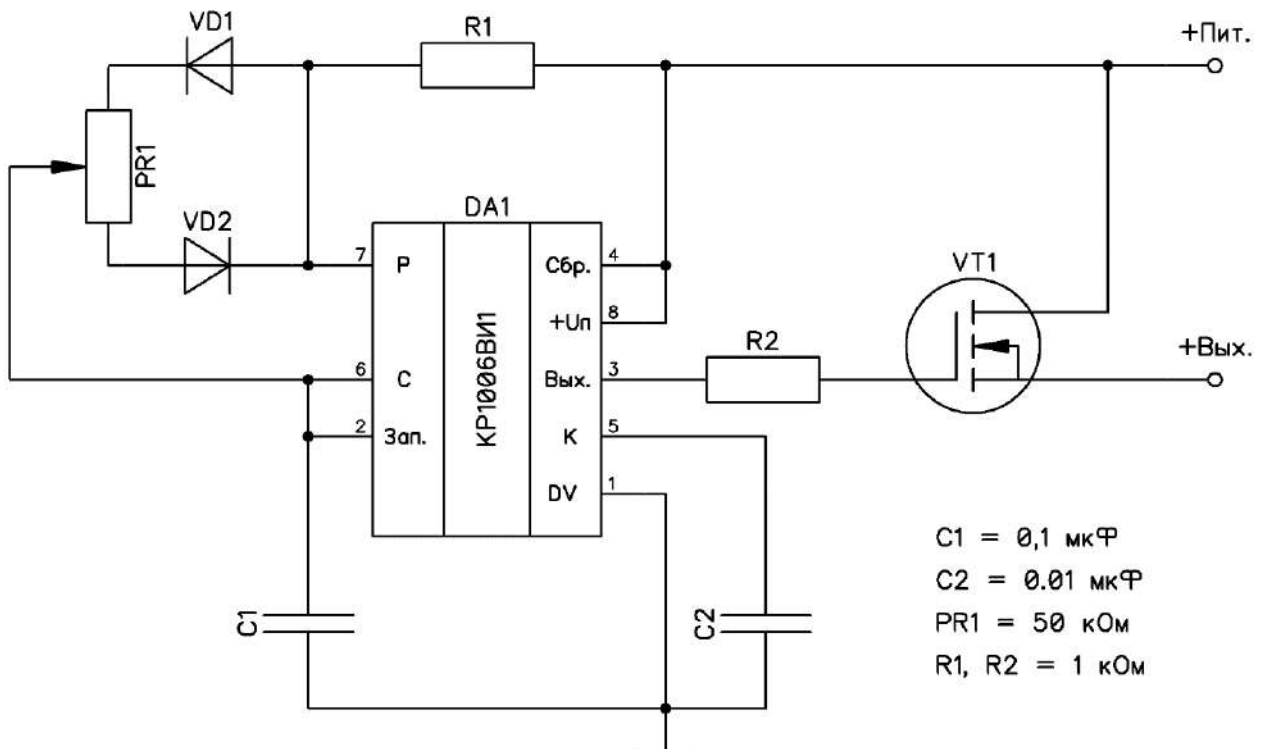 VD1
R1
+Пит.
PR1
VD2
DA1
7
P
Сбр.
4
VT1
+Uп
8
КР1006ВИ1
R2
+Вых.
6
C
Вых.
3
2
Зап.
K
5
DV
1
C1 = 0,1 мкФ
C2 = 0.01 мкФ
PR1 = 50 кОм
R1, R2 = 1 кОм
C1
C2